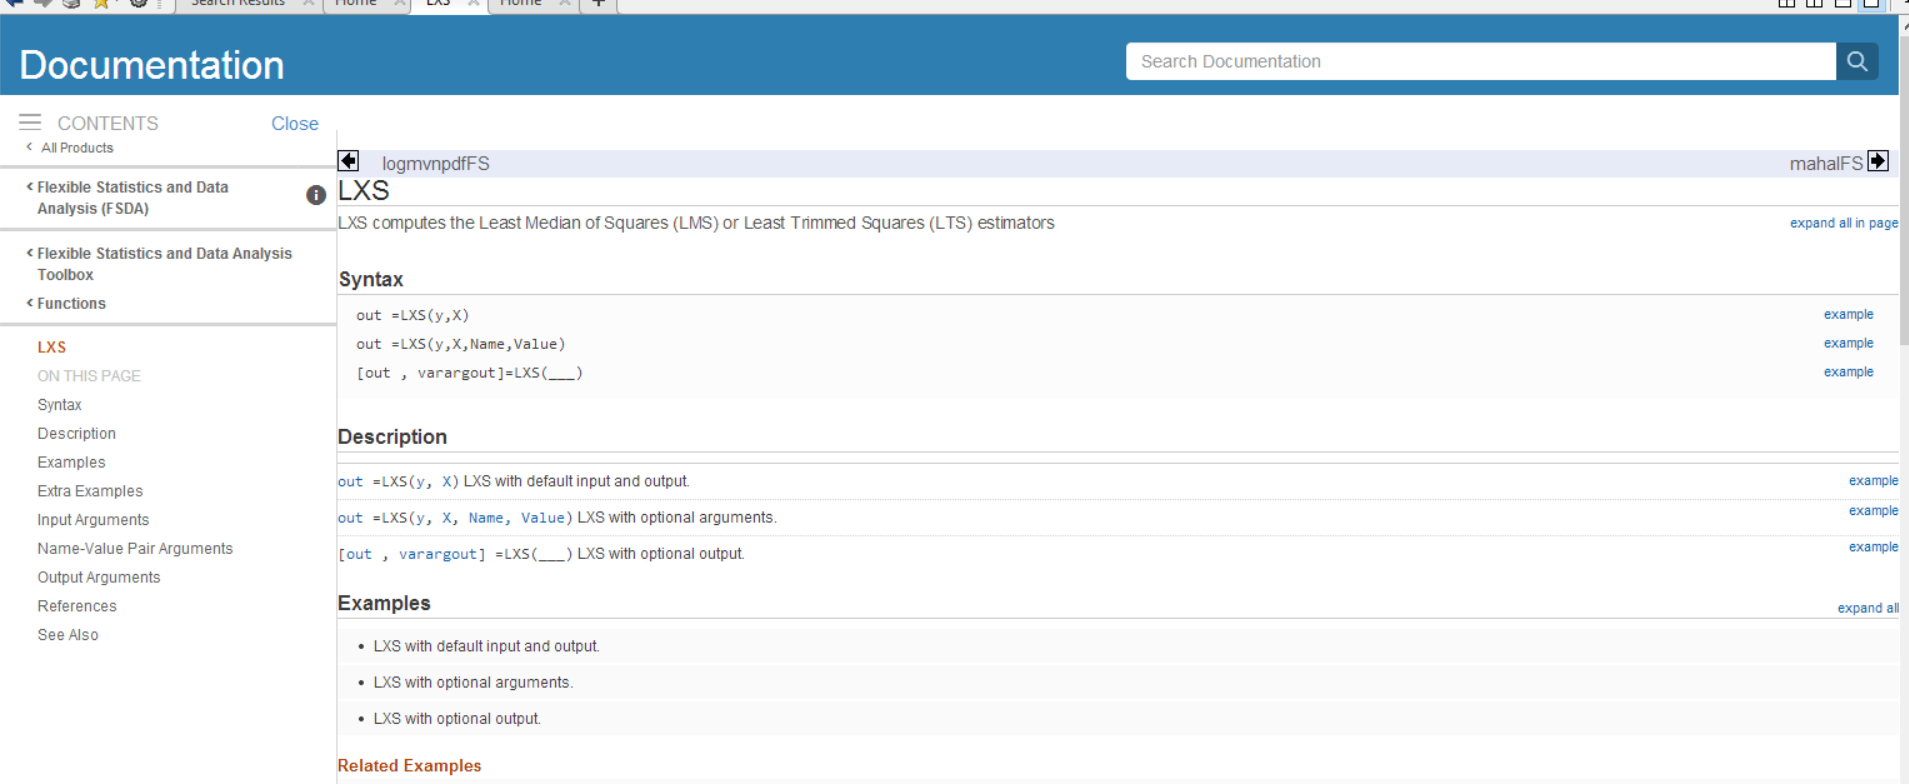 Search Results
Home
LXS
Home
Documentation
Search Documentation
CONTENTS
Close
All Products
Flexible Statistics and Data
Analysis (FSDA)
Flexible Statistics and Data Analysis
Toolbox
Functions
LXS
ON THIS PAGE
Syntax
Description
Examples
Extra Examples
Input Arguments
Name-Value Pair Arguments
Output Arguments
References
See Also
logmvnpdfFS
mahalFS
LXS
LXS computes the Least Median of Squares (LMS) or Least Trimmed Squares (LTS) estimators
expand all in page
Syntax
out =LXS(y,X)
example
out =LXS(y,X,Name,Value)
example
[out , varargout]=LXS(___)
example
Description
out =LXS(y, X) LXS with default input and output.
example
out =LXS(y, X, Name, Value) LXS with optional arguments.
example
[out , varargout] =LXS(___) LXS with optional output.
example
Examples
expand all
• LXS with default input and output.
• LXS with optional arguments.
• LXS with optional output.
Related Examples